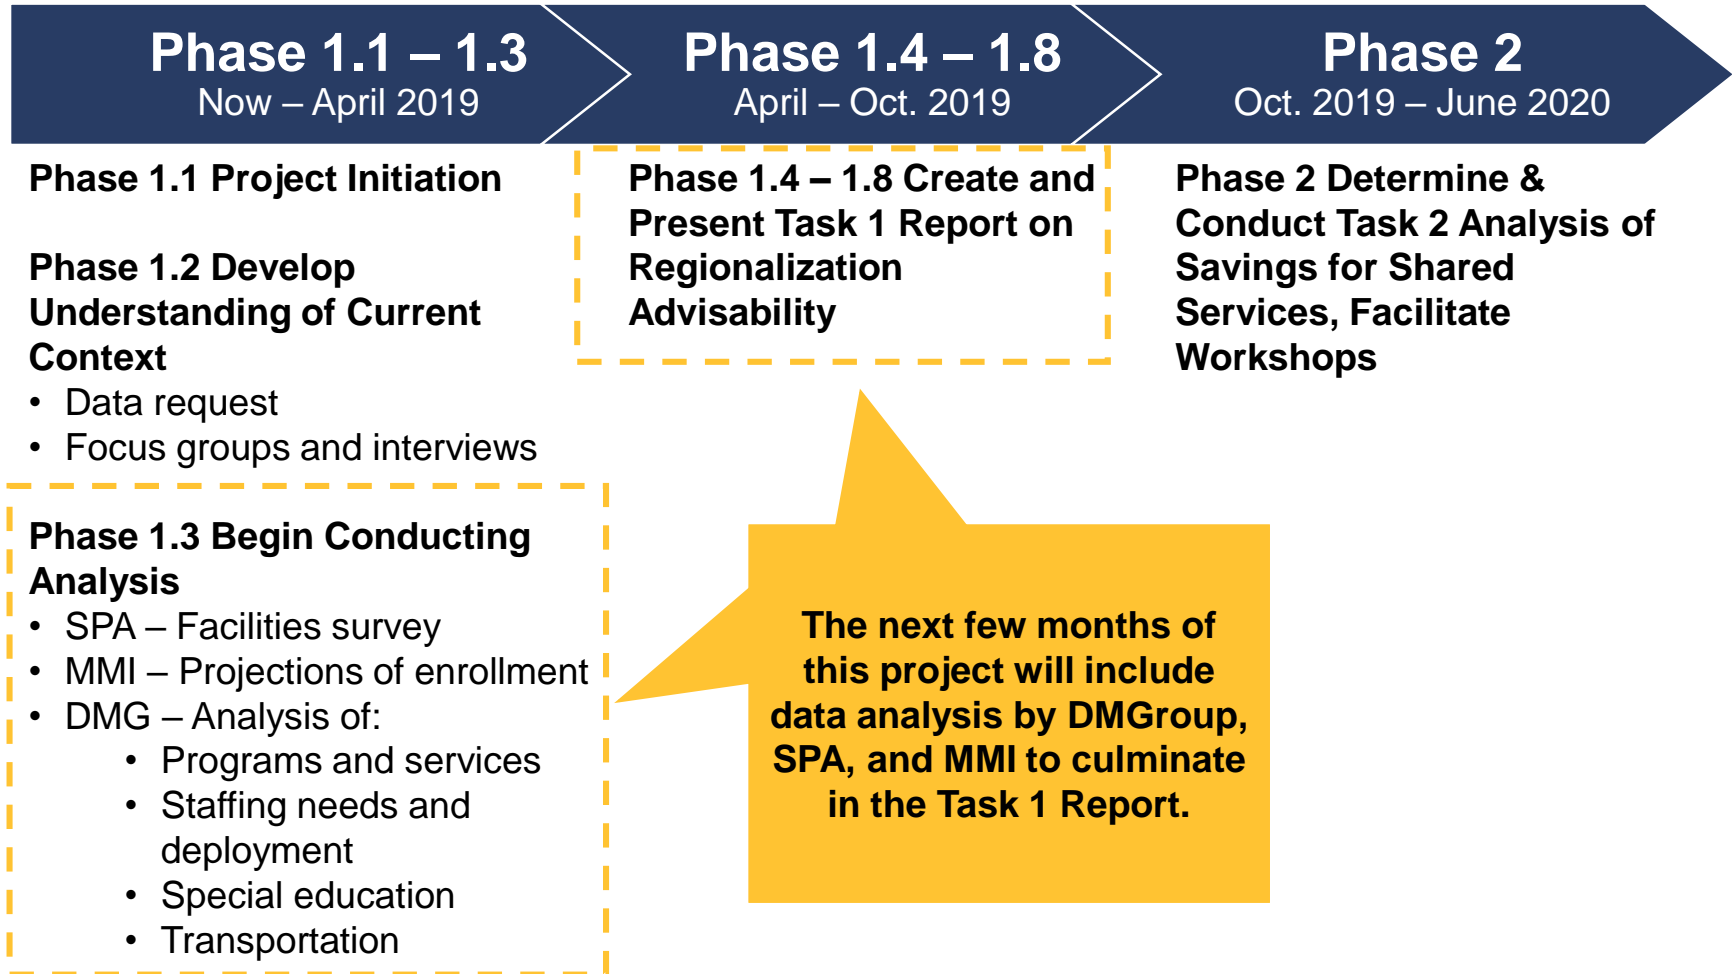 Phase 1.1 – 1.3
Now – April 2019
Phase 1.4 – 1.8
April – Oct. 2019
Phase 2
Oct. 2019 – June 2020
Phase 1.1 Project Initiation
Phase 1.2 Develop
Understanding of Current
Context
• Data request
• Focus groups and interviews
Phase 1.3 Begin Conducting
Analysis
• SPA – Facilities survey
• MMI – Projections of enrollment
• DMG – Analysis of:
• Programs and services
• Staffing needs and
deployment
• Special education
• Transportation
Phase 1.4 – 1.8 Create and
Present Task 1 Report on
Regionalization
Advisability
Phase 2 Determine &
Conduct Task 2 Analysis of
Savings for Shared
Services, Facilitate
Workshops
The next few months of
this project will include
data analysis by DMGroup,
SPA, and MMI to culminate
in the Task 1 Report.